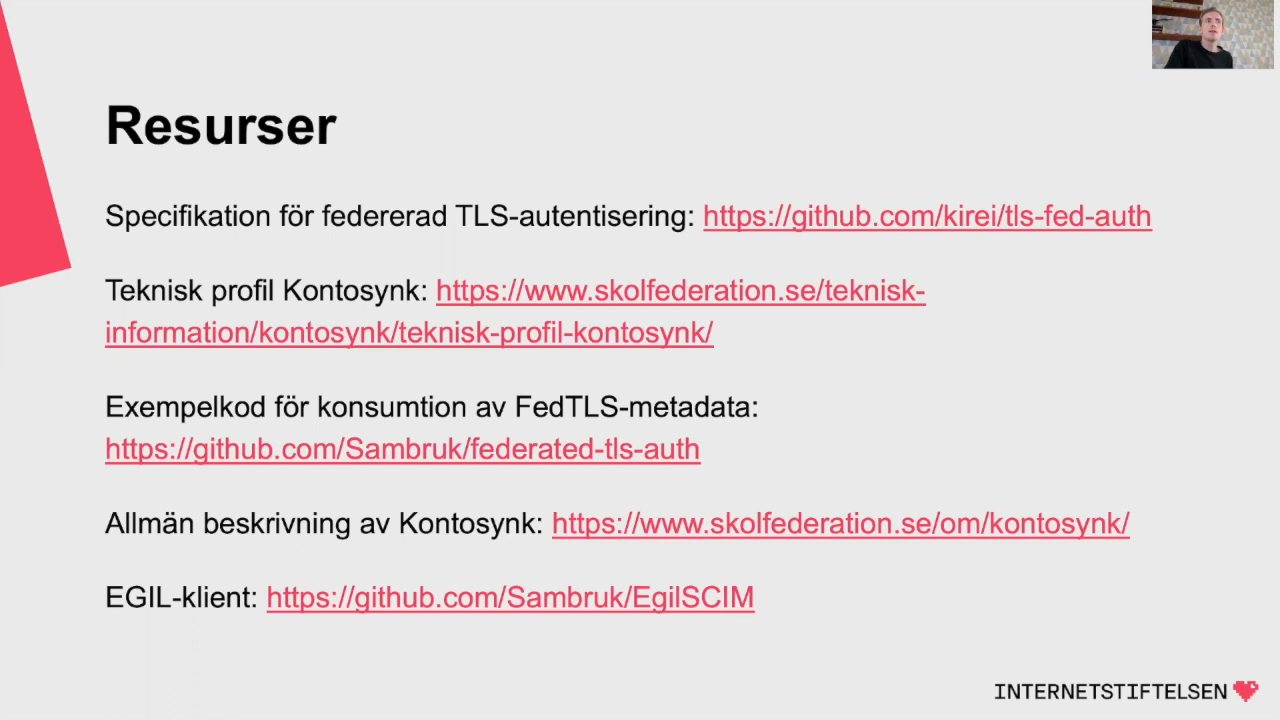 Resurser
Specifikation för federerad TLS-autentisering: https://github.com/kirei/tls-fed-auth
Teknisk profil Kontosynk: https://www.skolfederation.se/teknisk-
information/kontosynk/teknisk-profil-kontosynk/
Exempelkod för konsumtion av FedTLS-metadata:
https://github.com/Sambruk/federated-tls-auth
Allmän beskrivning av Kontosynk: https://www.skolfederation.se/om/kontosynk/
EGIL-klient: https://github.com/Sambruk/EgilSCIM
INTERNETSTIFTELSEN